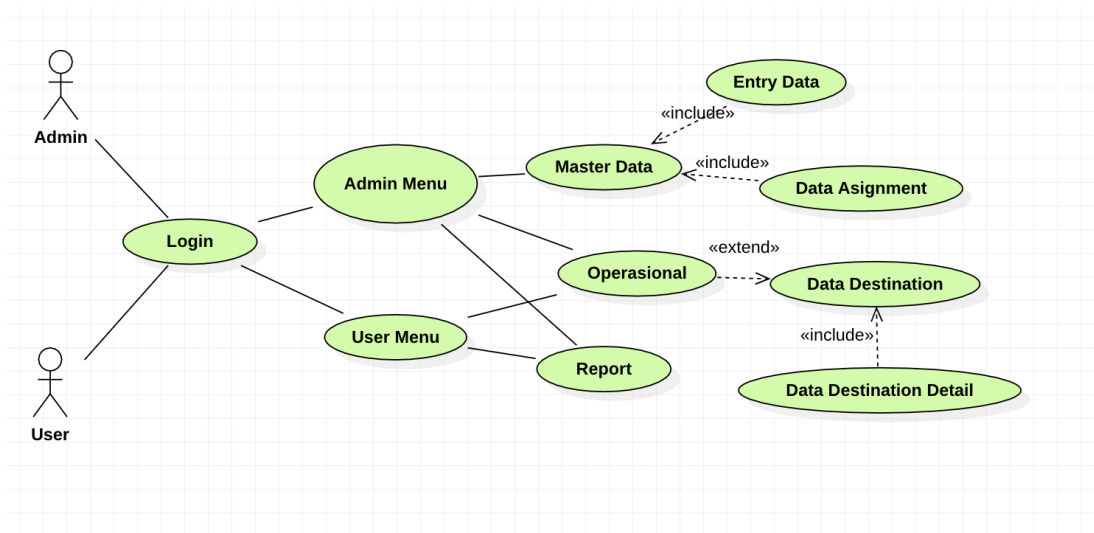 Admin
Entry Data
«include»
Master Data
«include»
Admin Menu
Data Asignment
Login
«extend»
Operasional
Data Destination
User Menu
«include»
Report
Data Destination Detail
User